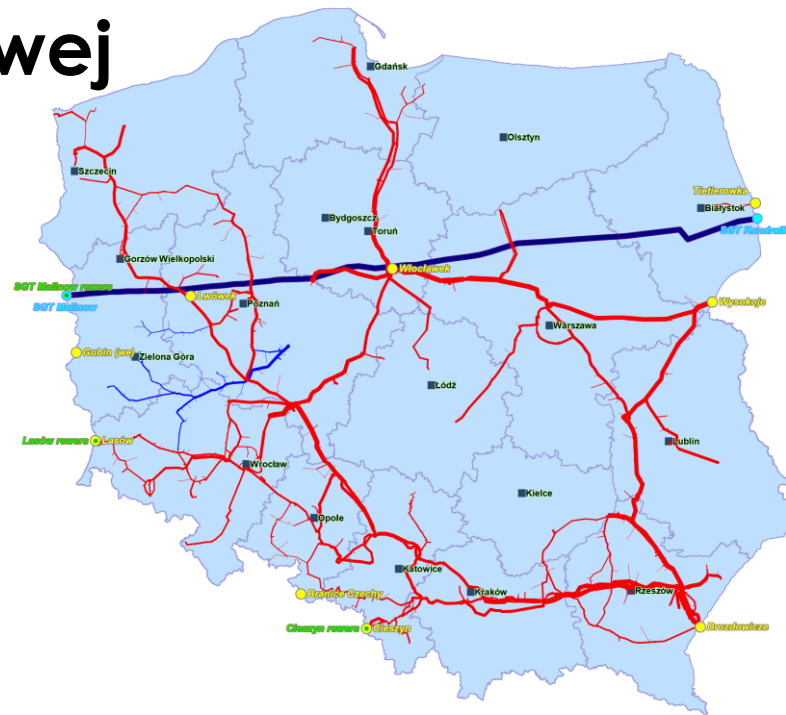 wej
Gdańsk
Olsztyn
Szczecin
Tietierowka
Białystok
SGT Kondratki
Bydgoszcz
Toruń
Gorzów Wielkopolski
Włocławek
SGT Mallnow rewers
SGT Mallnow
Lwówek
Poznań
Wysokoje
Warszawa
Gubin (we)
Zielona Góra
Łódź
Lasów rewers
Lasów
Lublin
Wrocław
Kielce
Opole
Katowice
Kraków
Rzeszów
Branice Czechy
Cieszyn rewers
Cieszyn
Drozdowicze